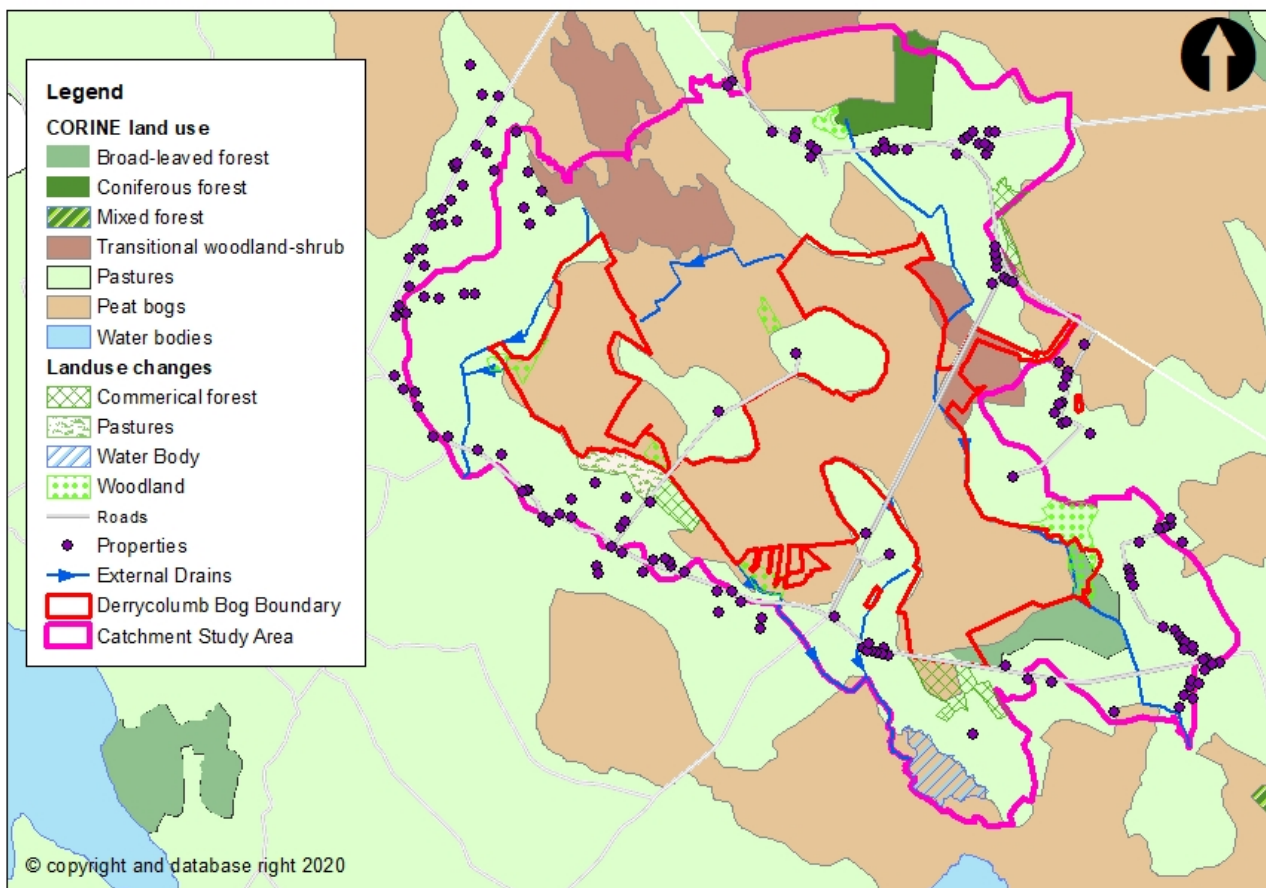 Legend
CORINE land use
Broad-leaved forest
Coniferous forest
Mixed forest
Transitional woodland-shrub
Pastures
Peat bogs
Water bodies
Landuse changes
Commerical forest
Pastures
Water Body
Woodland
Roads
Properties
External Drains
Derrycolumb Bog Boundary
Catchment Study Area
© copyright and database right 2020